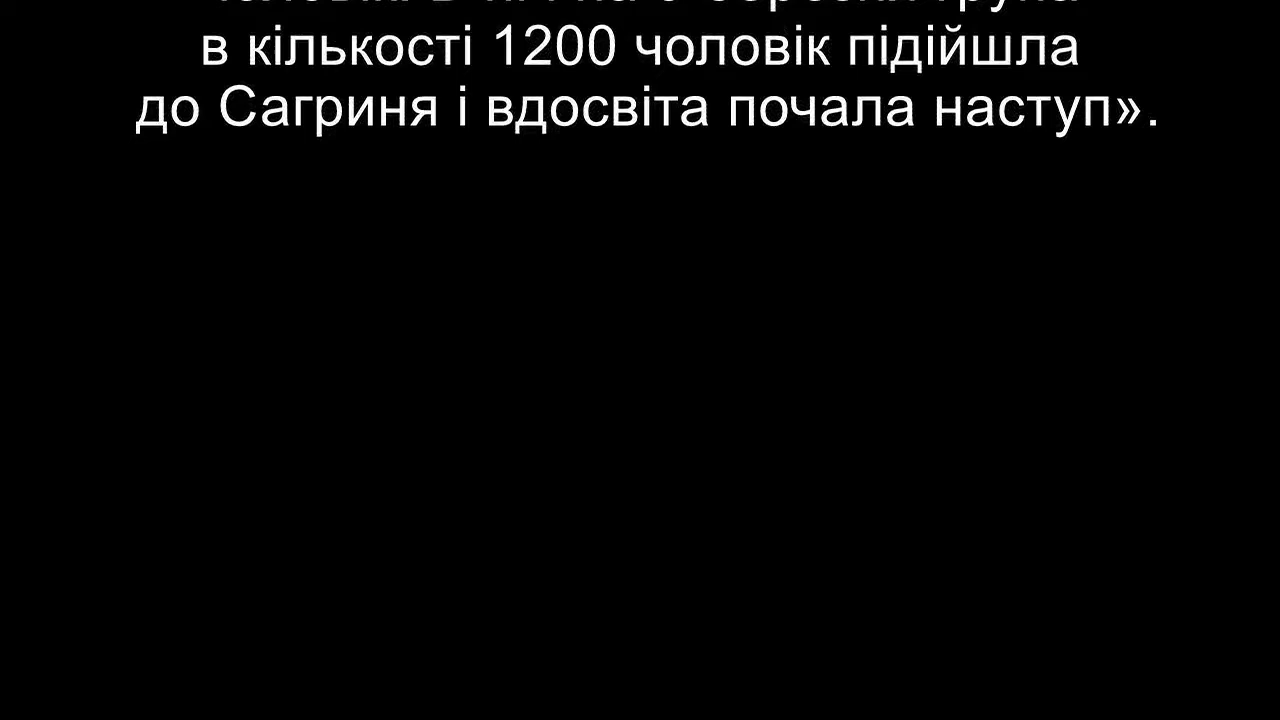 в кількості 1200 чоловік підійшла
до Сагриня і вдосвіта почала наступ».